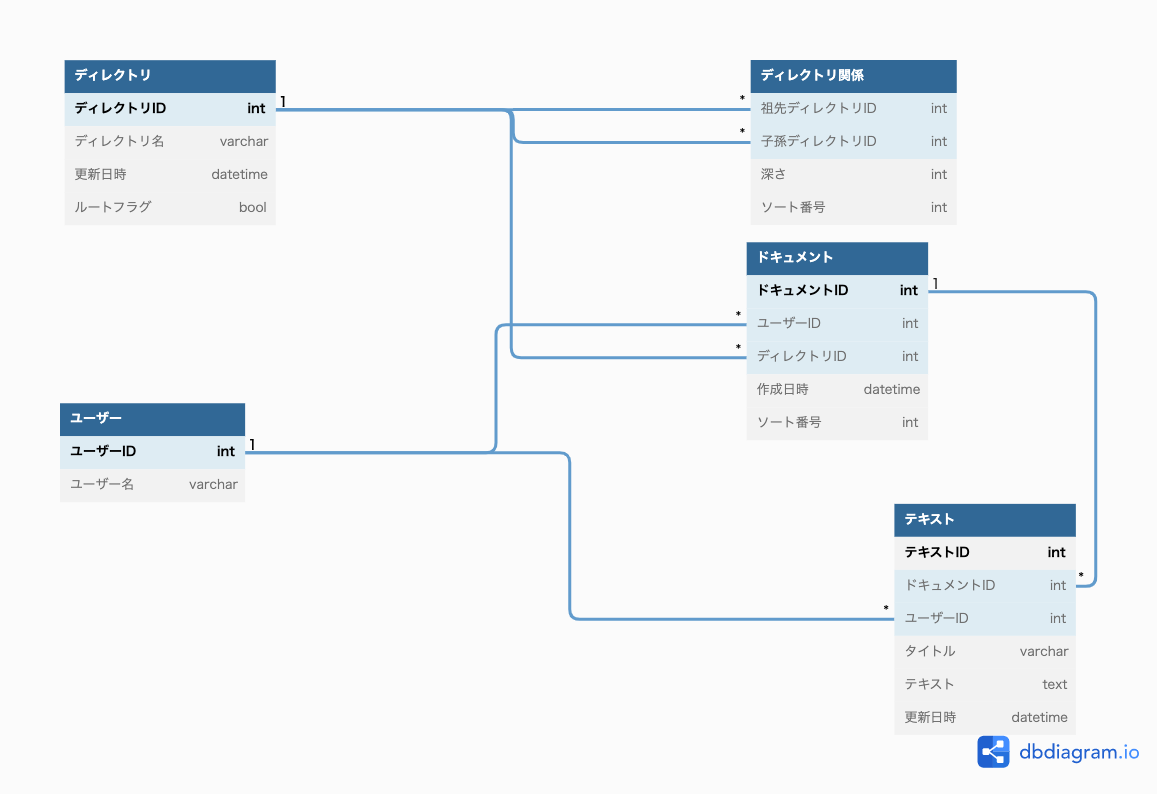 ディレクトリ
ディレクトリID int
ディレクトリ名 varchar
更新日時 datetime
ルートフラグ bool
1
ディレクトリ関係
* 祖先ディレクトリID int
* 子孫ディレクトリID int
深さ int
ソート番号 int
ドキュメント
ドキュメントID int 1
* ユーザーID int
* ディレクトリID int
作成日時 datetime
ソート番号 int
ユーザー
ユーザーID int 1
ユーザー名 varchar
テキスト
テキストID int
ドキュメントID int *
* ユーザーID int
タイトル varchar
テキスト text
更新日時 datetime
dbdiagram.io